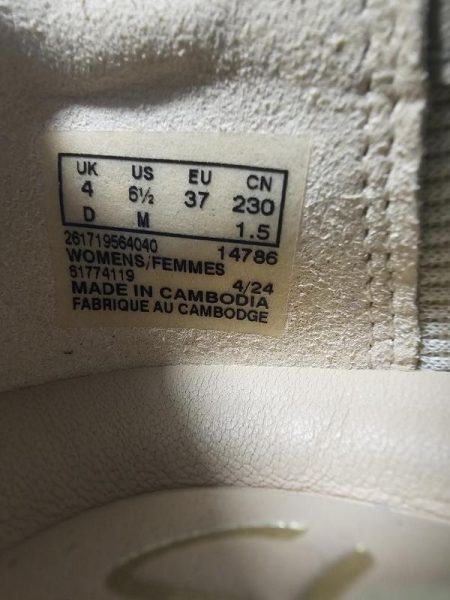 UK US EU CN
4 6½ 37 230
D M 1.5
261719564040 14786
WOMENS/FEMMES
81774119 4/24
MADE IN CAMBODIA
FABRIQUE AU CAMBODGE